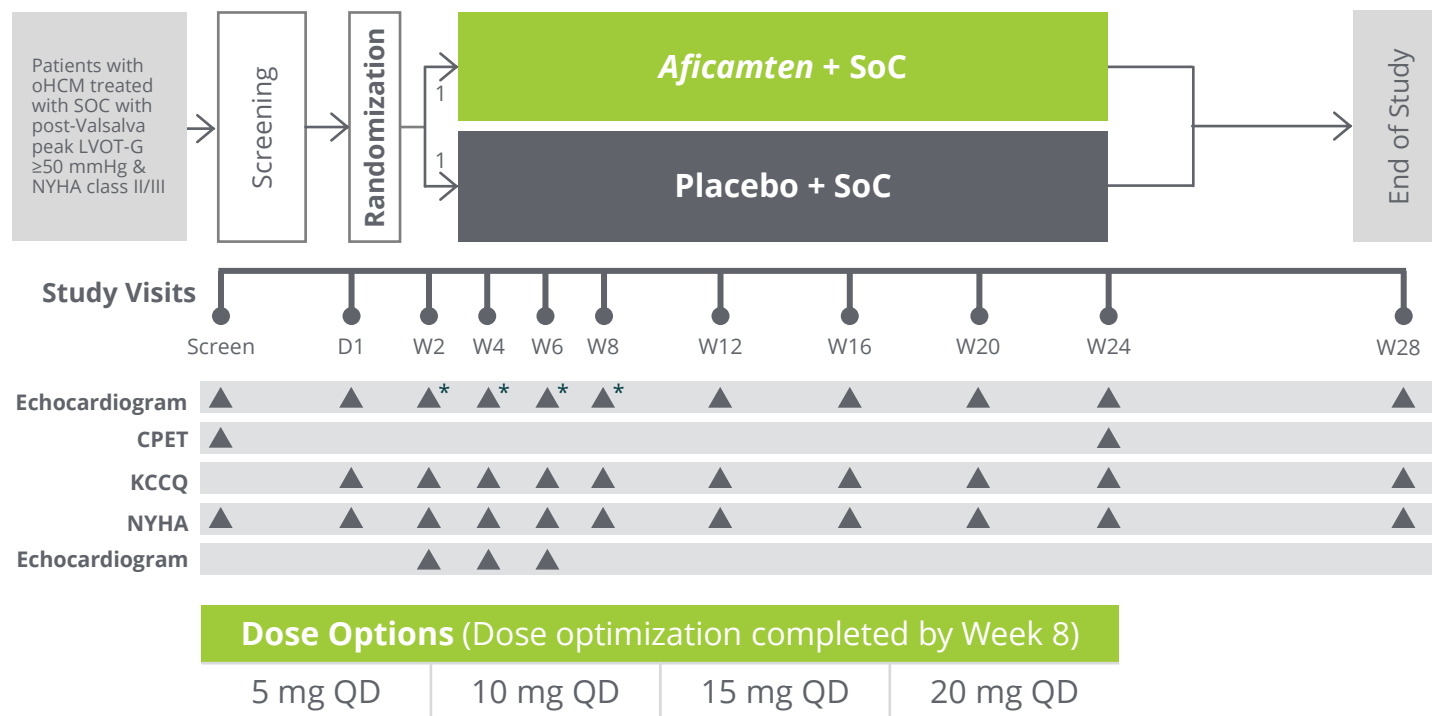 Patients with
oHCM treated
with SOC with
post-Valsalva
peak LVOT-G
≥50 mmHg &
NYHA class II/III
Screening
Randomization
1
1
Aficamten + SoC
Placebo + SoC
End of Study
Study Visits
Screen D1 W2 W4 W6 W8 W12 W16 W20 W24 W28
Echocardiogram * * * *
CPET
KCCQ
NYHA
Echocardiogram
Dose Options (Dose optimization completed by Week 8)
5 mg QD 10 mg QD 15 mg QD 20 mg QD